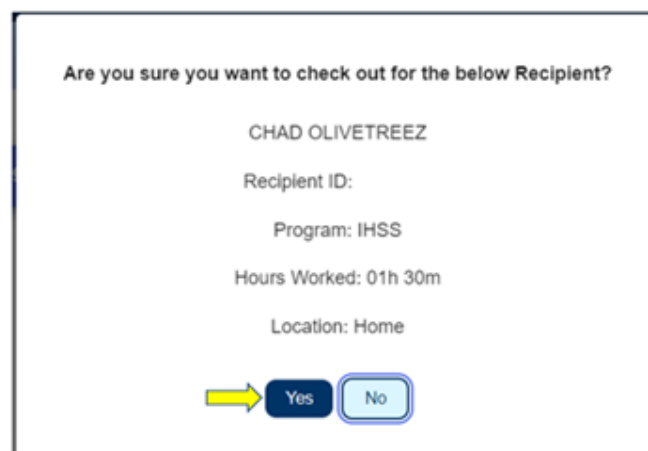 Are you sure you want to check out for the below Recipient?
CHAD OLIVETREEZ
Recipient ID:
Program: IHSS
Hours Worked: 01h 30m
Location: Home
Yes No